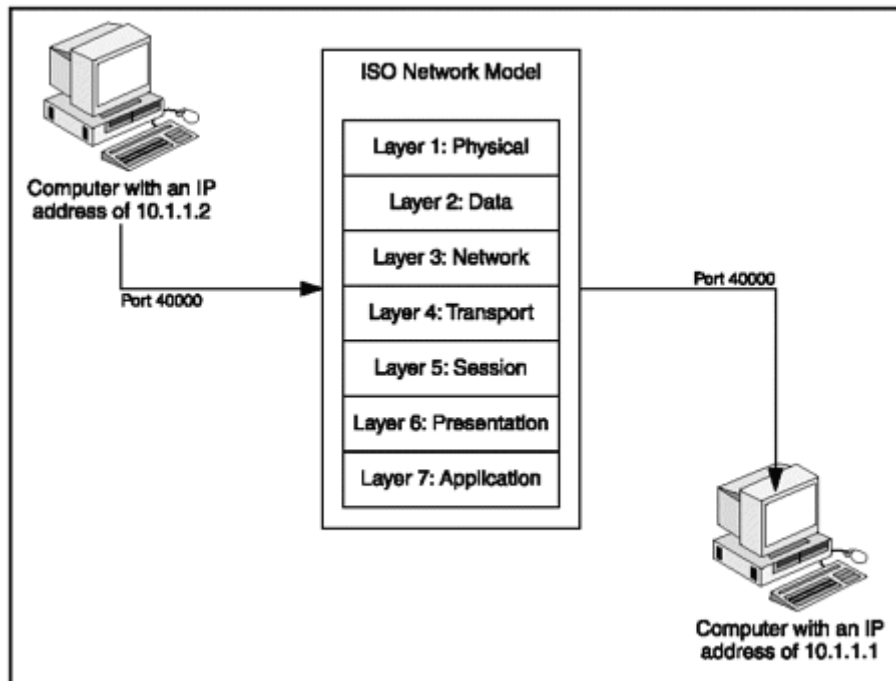 ISO Network Model
Layer 1: Physical
Layer 2: Data
Layer 3: Network
Layer 4: Transport
Layer 5: Session
Layer 6: Presentation
Layer 7: Application
Computer with an IP
address of 10.1.1.2
Port 40000
Port 40000
Computer with an IP
address of 10.1.1.1